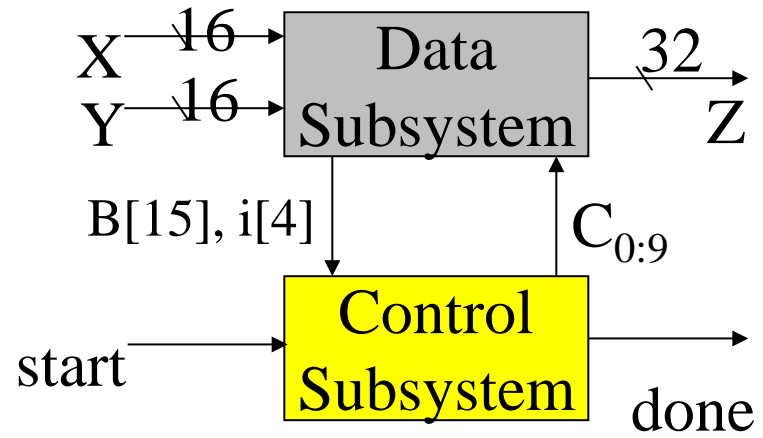 X 16
Y 16
Data
Subsystem
32
Z
B[15], i[4]
C0:9
start
Control
Subsystem
done